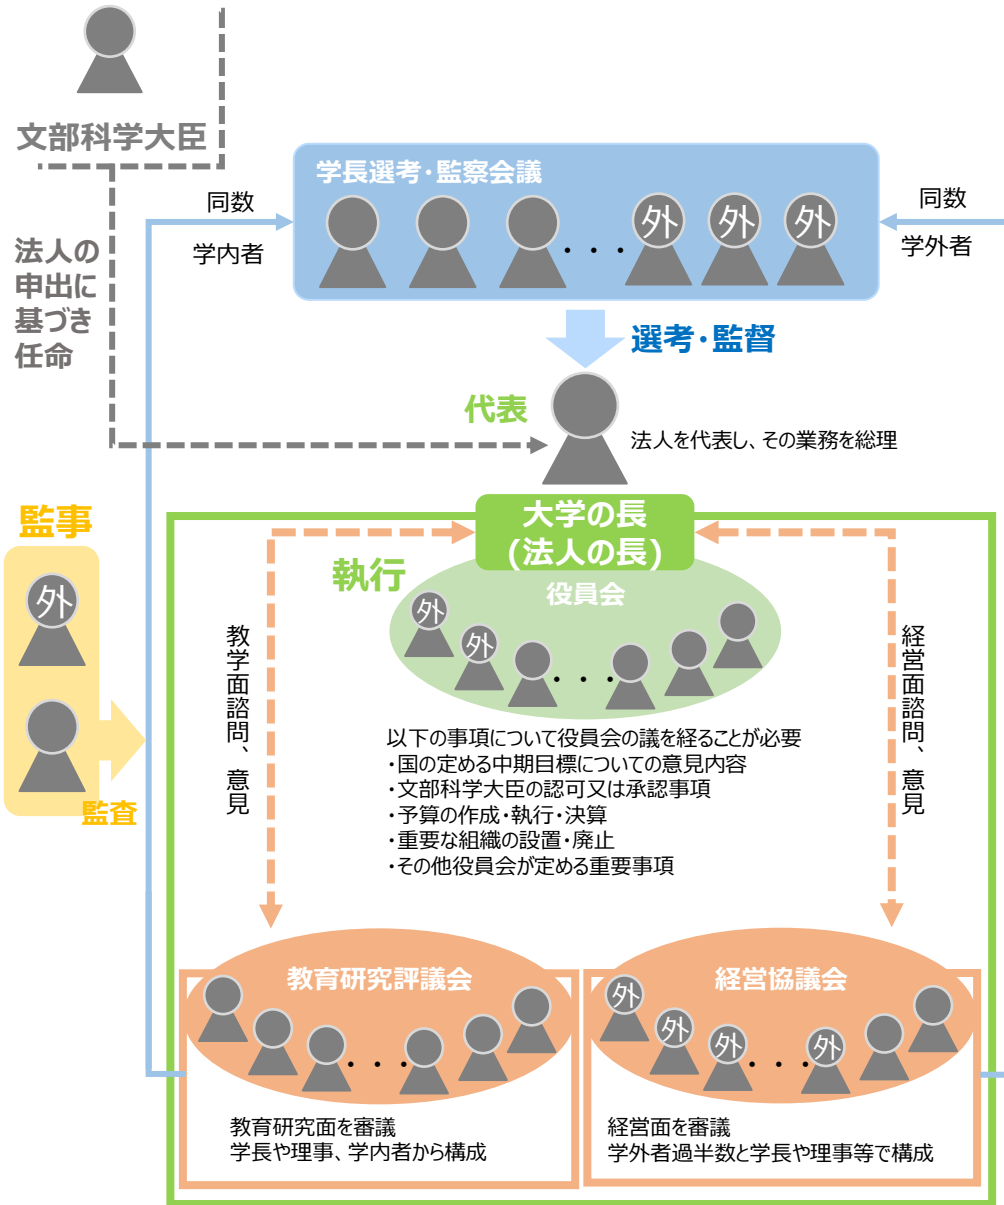 文部科学大臣
法人の
申出に
基づき
任命
学長選考・監察会議
外
外
外
・・・
同数
学内者
同数
学外者
選考・監督
代表
法人を代表し、その業務を総理
監事
外
監査
大学の長
(法人の長)
執行
役員会
外
外
・・・
教学面諮問、意見
経営面諮問、意見
以下の事項について役員会の議を経ることが必要
・国の定める中期目標についての意見内容
・文部科学大臣の認可又は承認事項
・予算の作成・執行・決算
・重要な組織の設置・廃止
・その他役員会が定める重要事項
教育研究評議会
・・・
教育研究面を審議
学長や理事、学内者から構成
経営協議会
外
外
外
・・・
外
経営面を審議
学外者過半数と学長や理事等で構成